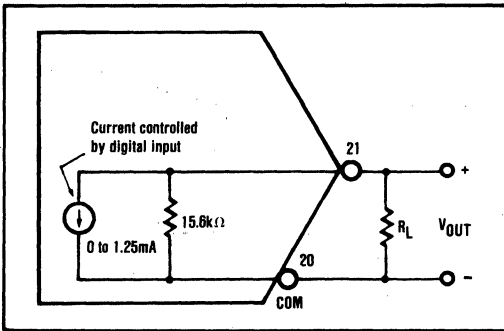 Current controlled
by digital input
21
+
15.6kΩ
R_L
V_OUT
0 to 1.25mA
20
−
COM